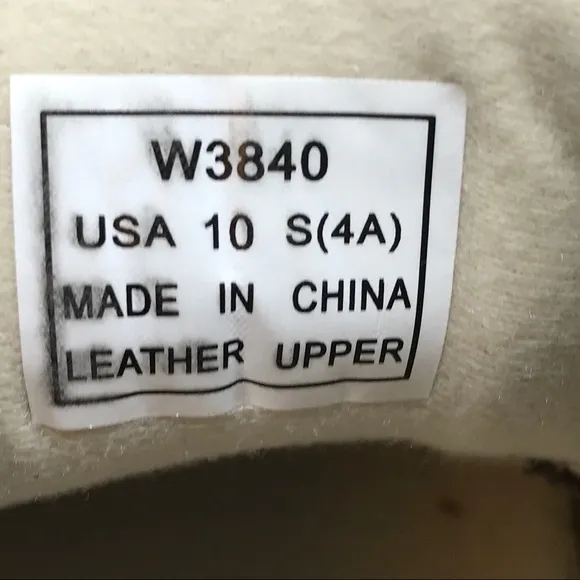 W3840
USA 10 S(4A)
MADE IN CHINA
LEATHER UPPER